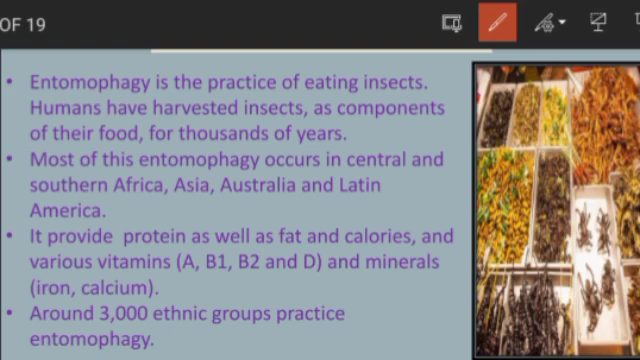 OF 19
• Entomophagy is the practice of eating insects.
Humans have harvested insects, as components
of their food, for thousands of years.
• Most of this entomophagy occurs in central and
southern Africa, Asia, Australia and Latin
America.
• It provide  protein as well as fat and calories, and
various vitamins (A, B1, B2 and D) and minerals
(iron, calcium).
• Around 3,000 ethnic groups practice
entomophagy.